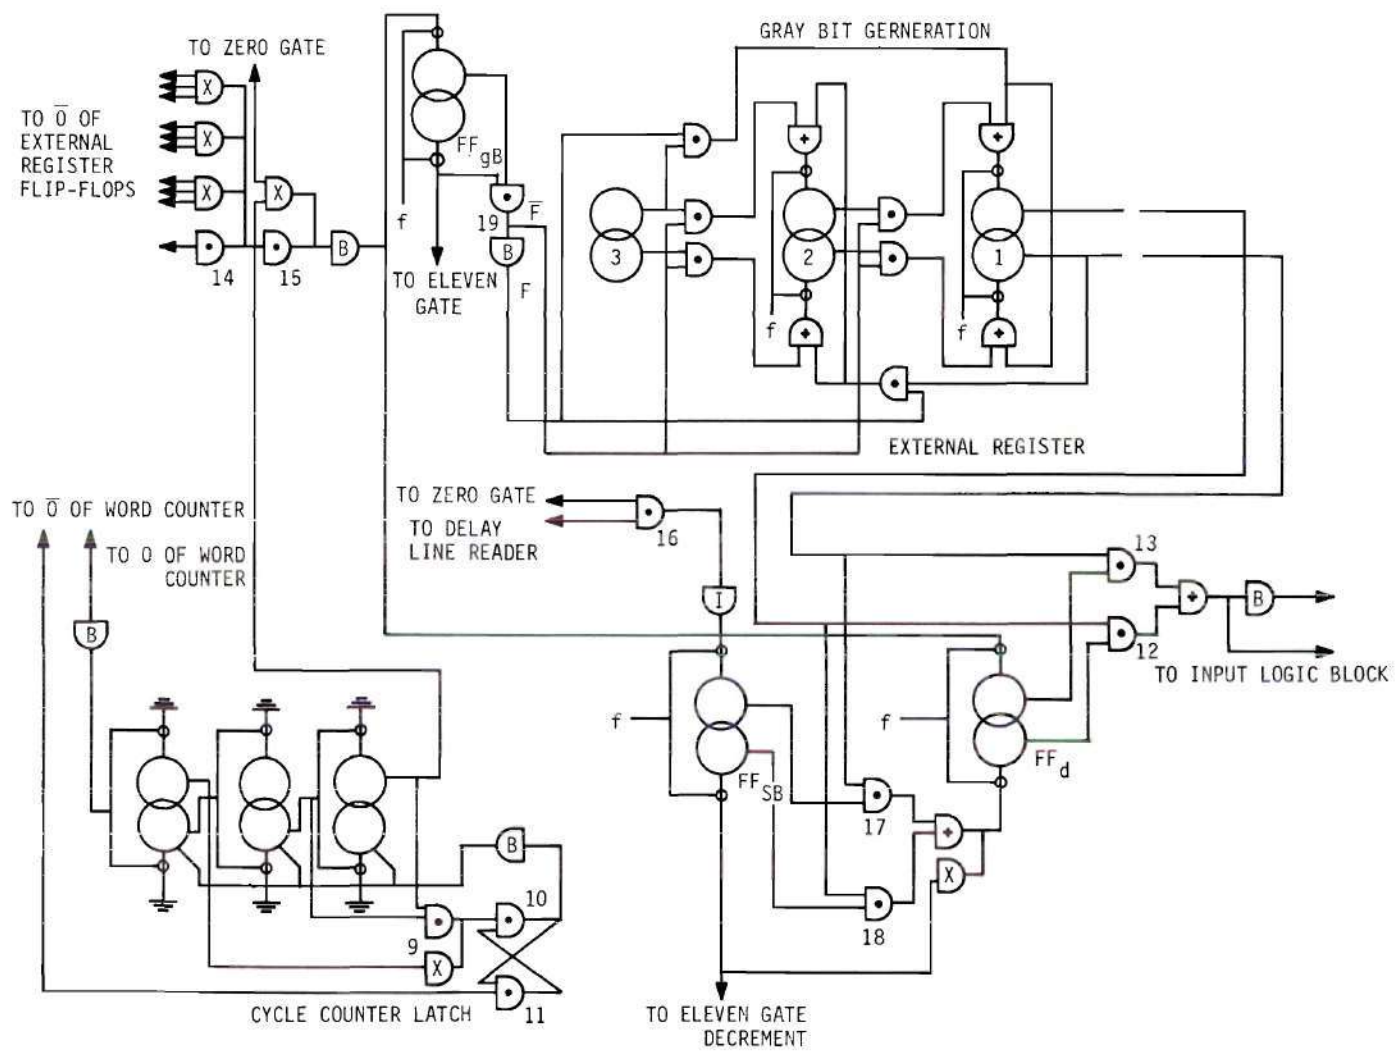 GRAY BIT GERNERATION
TO ZERO GATE
TO O̅ OF
EXTERNAL
REGISTER
FLIP-FLOPS
X
X
X
X
•
14
•
15
B
f
FF gB
19
•
F̅
B
F
TO ELEVEN
GATE
•
•
•
3
+
2
f
+
•
•
+
1
f
+
•
EXTERNAL REGISTER
TO O̅ OF WORD COUNTER
TO O OF WORD
COUNTER
B
TO ZERO GATE
TO DELAY
LINE READER
•
16
I
f
FF SB
f
FF d
13
•
•
12
+
B
TO INPUT LOGIC BLOCK
•
17
•
18
+
X
B
9
•
X
10
•
•
11
CYCLE COUNTER LATCH
TO ELEVEN GATE
DECREMENT